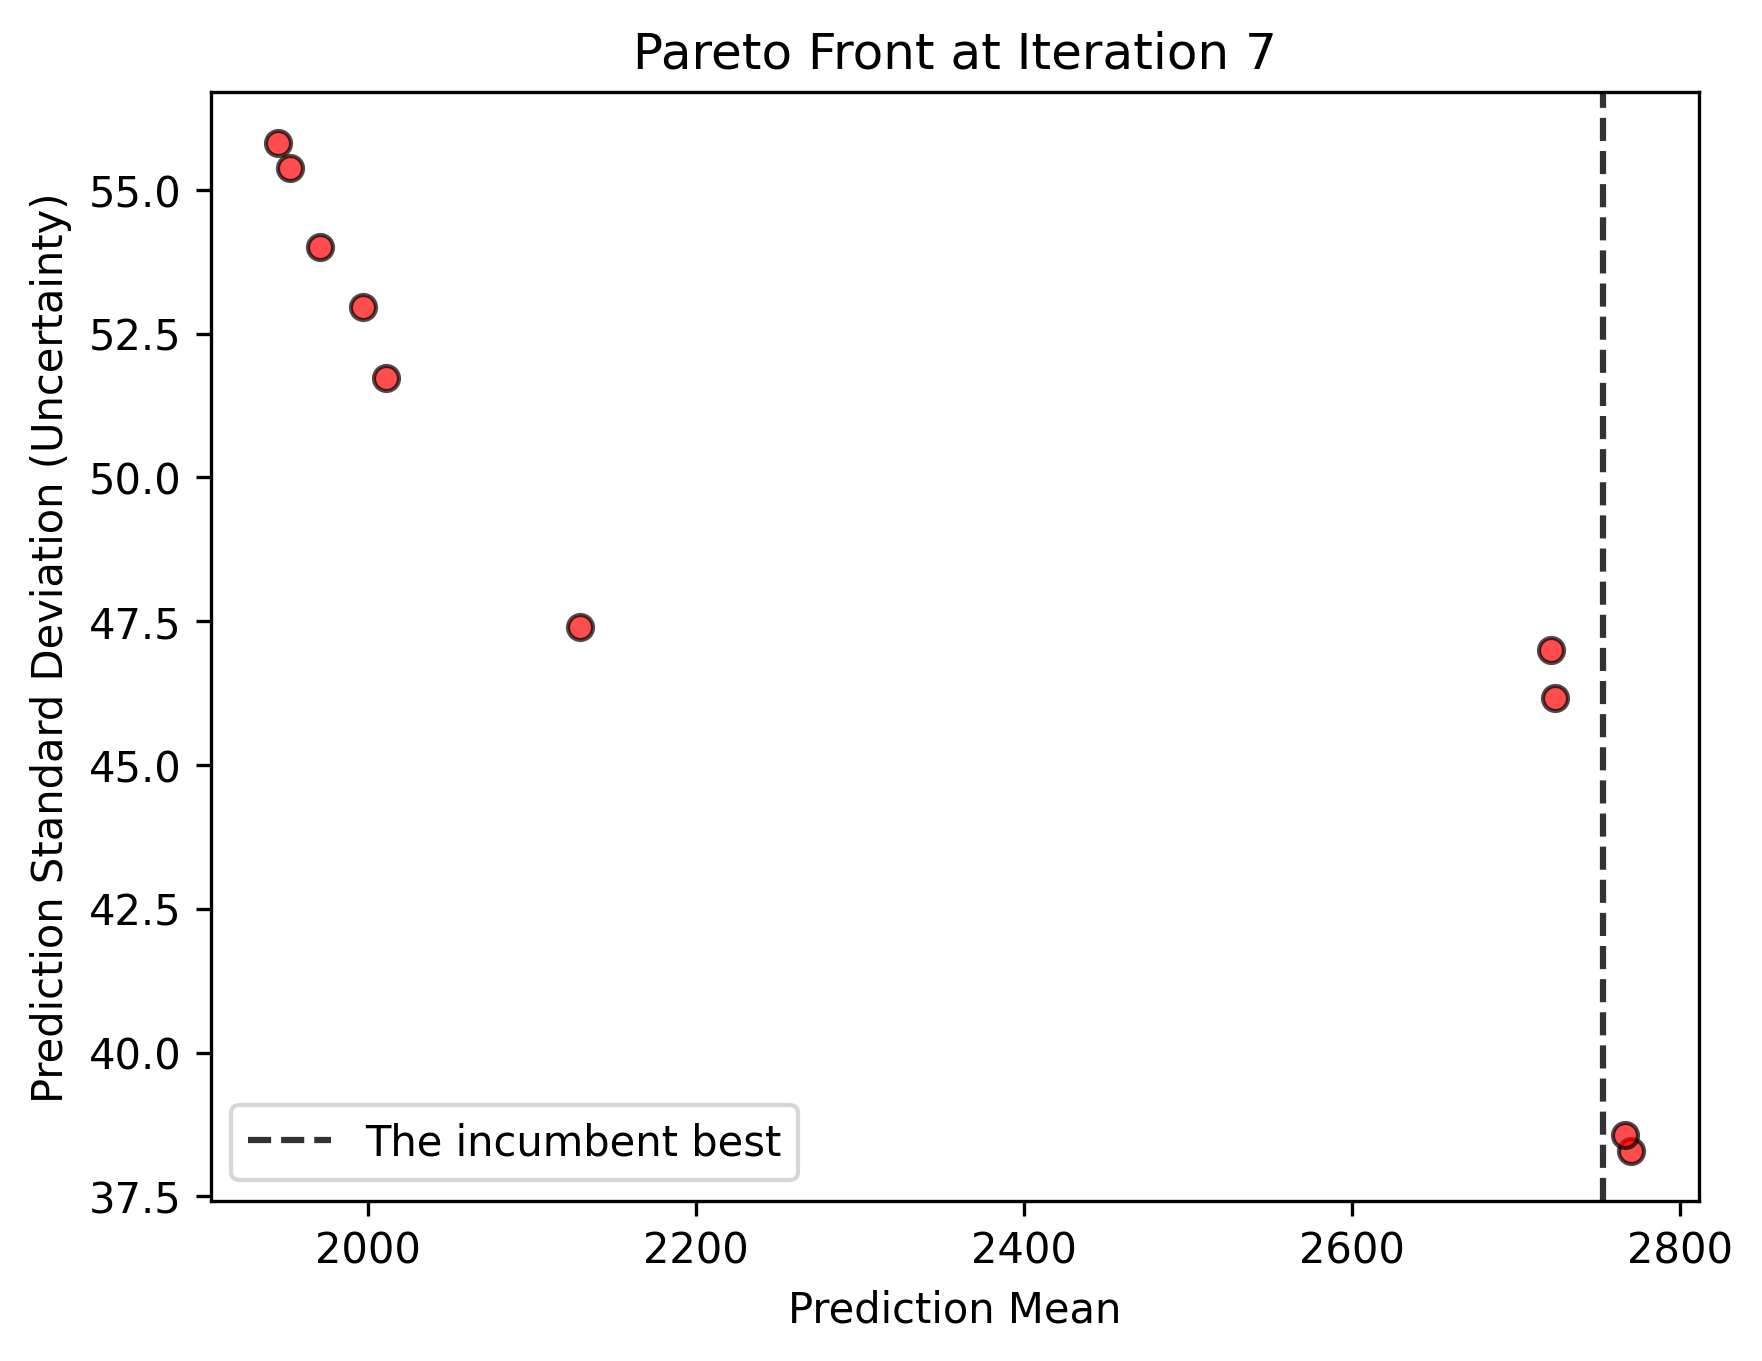 Pareto Front at Iteration 7
Prediction Standard Deviation (Uncertainty)
55.0
52.5
50.0
47.5
45.0
42.5
40.0
37.5
The incumbent best
2000 2200 2400 2600 2800
Prediction Mean